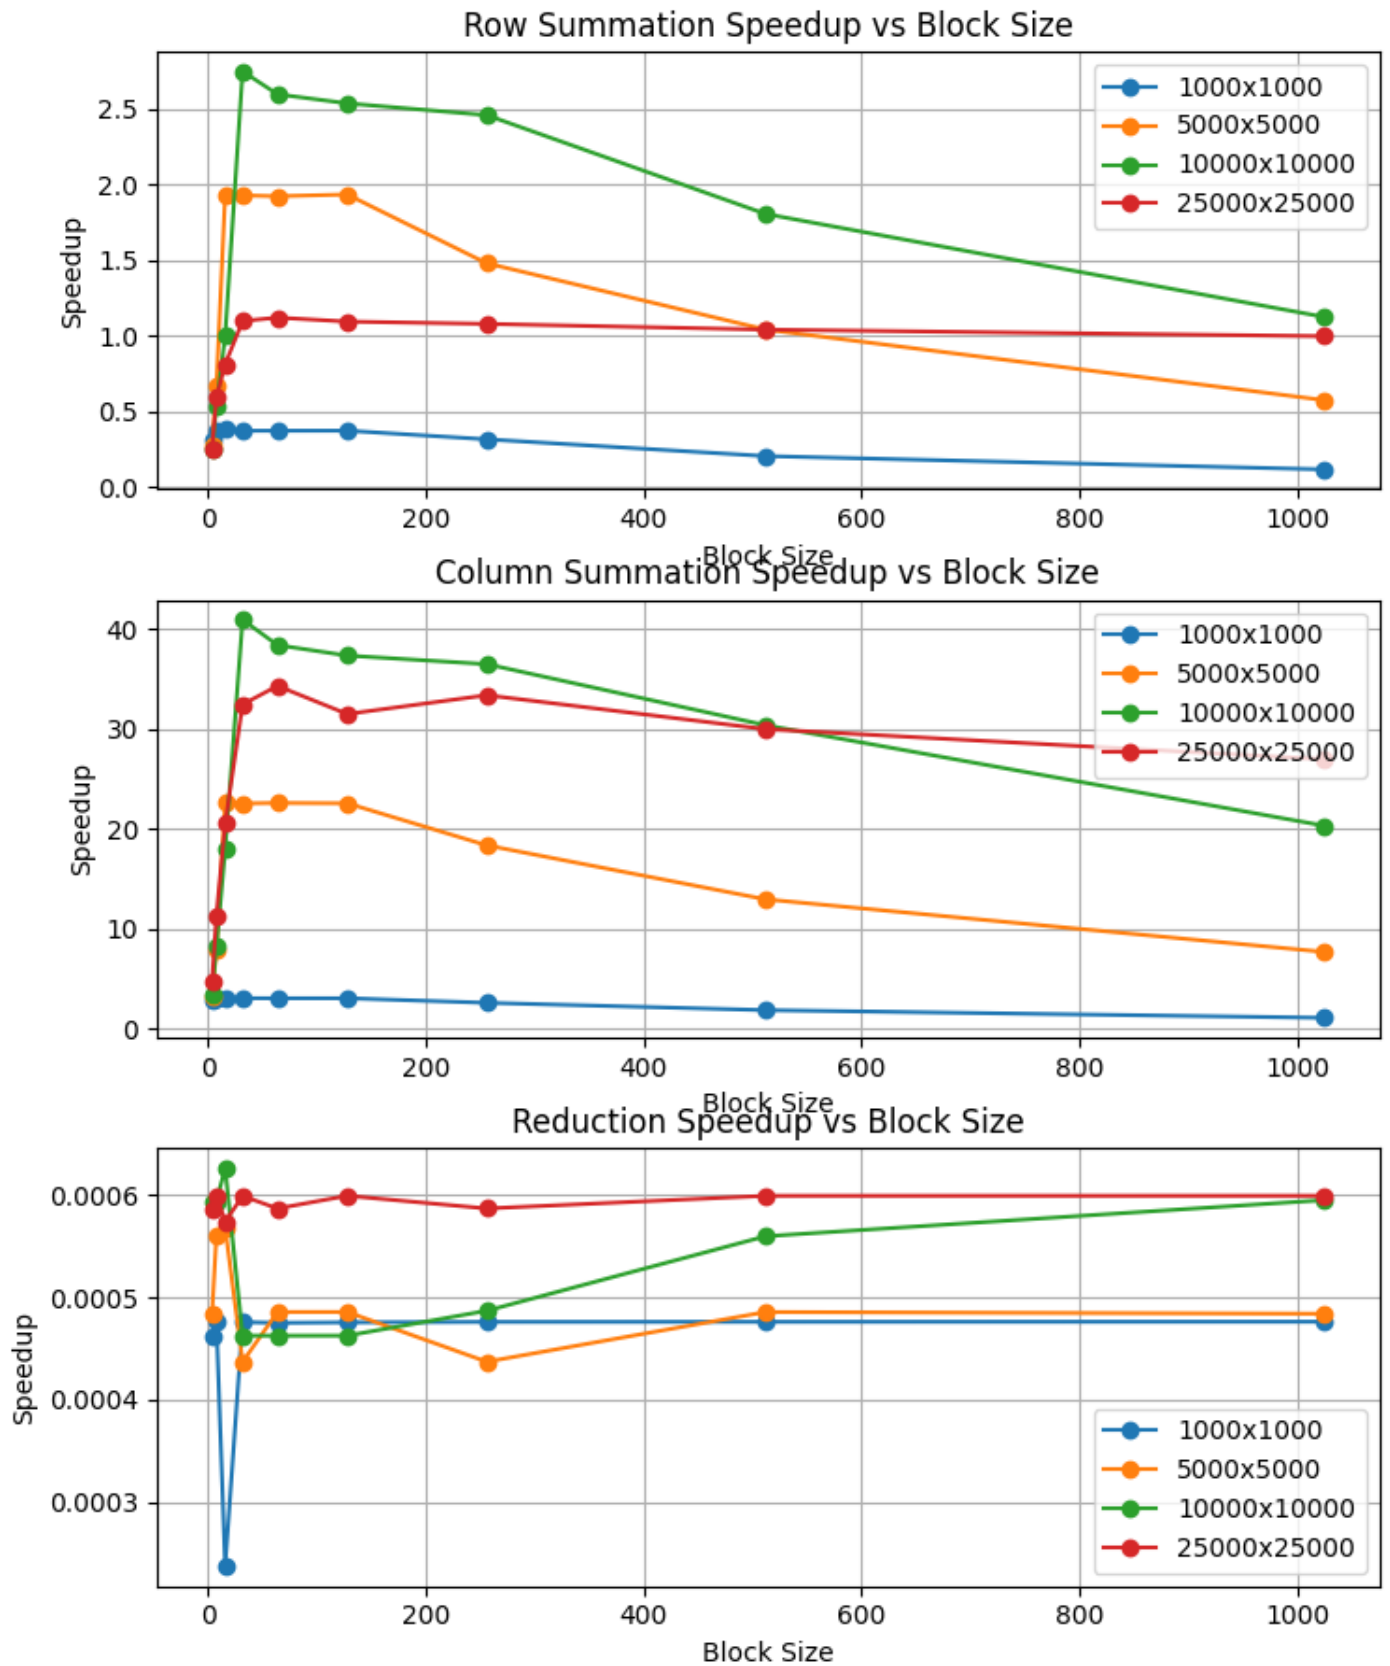 Row Summation Speedup vs Block Size
2.5
2.0
1.5
1.0
0.5
0.0
Speedup
1000x1000
5000x5000
10000x10000
25000x25000
0 200 400 600 800 1000
Block Size
Column Summation Speedup vs Block Size
40
30
20
10
0
Speedup
1000x1000
5000x5000
10000x10000
25000x25000
0 200 400 600 800 1000
Block Size
Reduction Speedup vs Block Size
0.0006
0.0005
0.0004
0.0003
Speedup
1000x1000
5000x5000
10000x10000
25000x25000
0 200 400 600 800 1000
Block Size